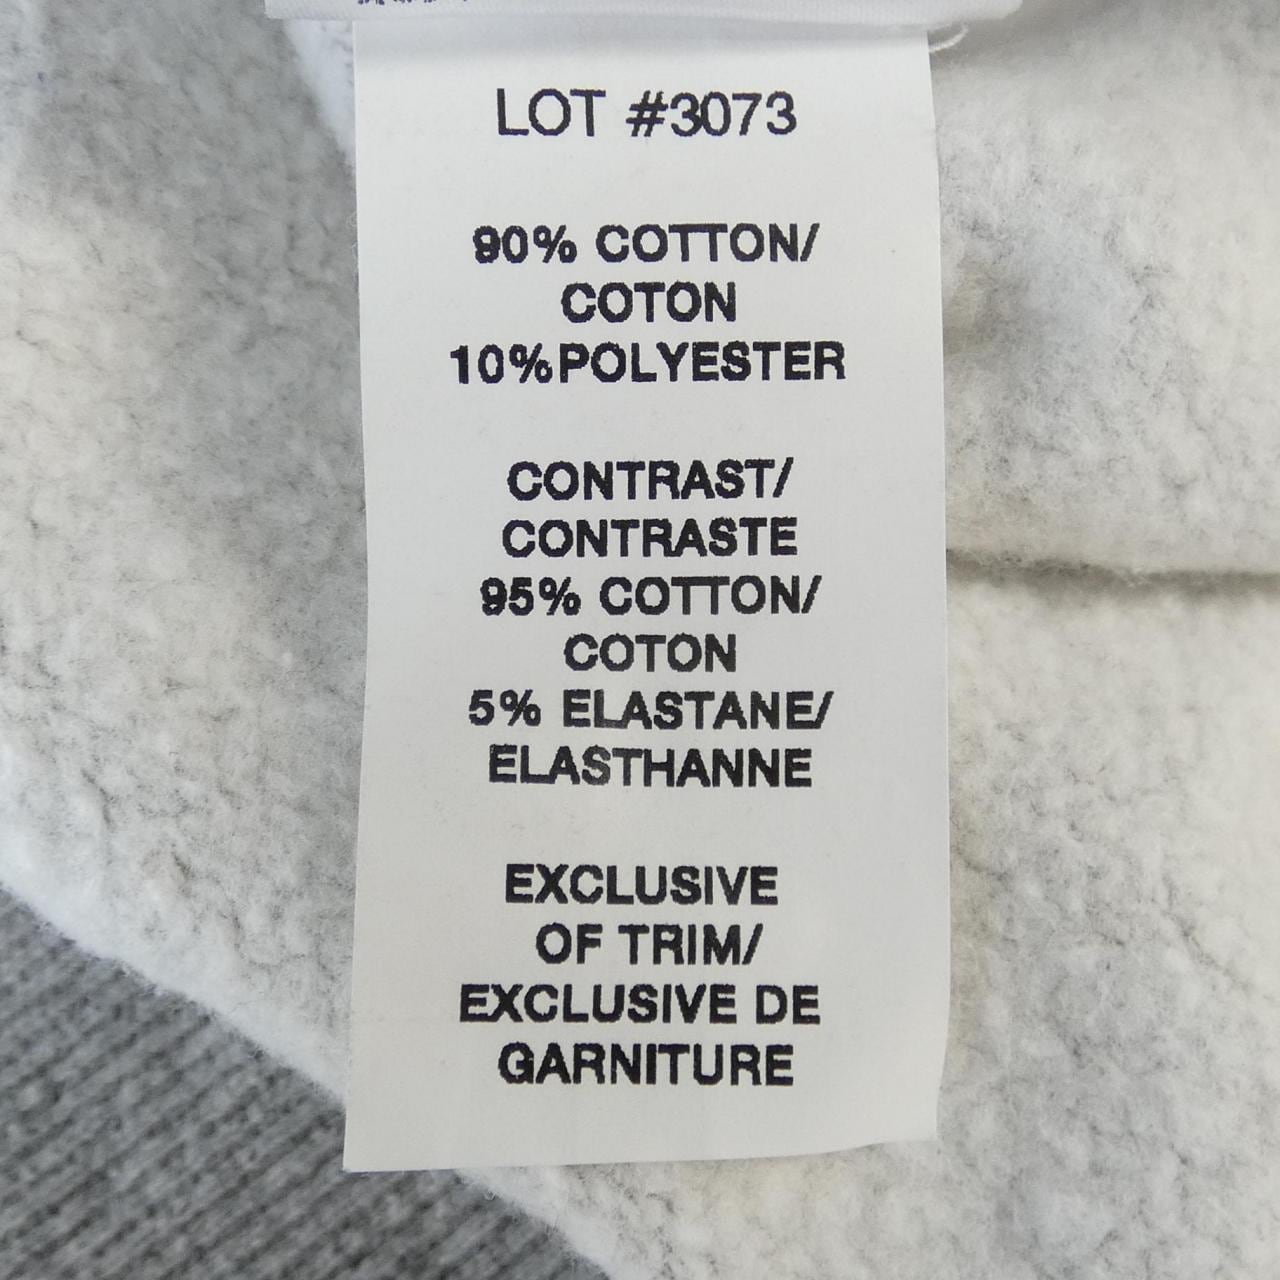 LOT #3073
90% COTTON/
COTON
10%POLYESTER
CONTRAST/
CONTRASTE
95% COTTON/
COTON
5% ELASTANE/
ELASTHANNE
EXCLUSIVE
OF TRIM/
EXCLUSIVE DE
GARNITURE